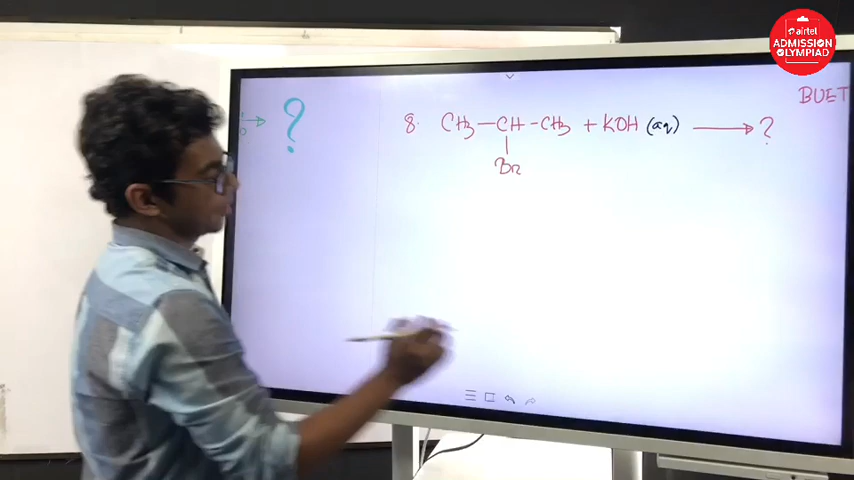 airtel
ADMISSION
OLYMPIAD
BUET
?
8. CH3 — CH — CH3 + KOH (aq) ⟶ ?
|
Br